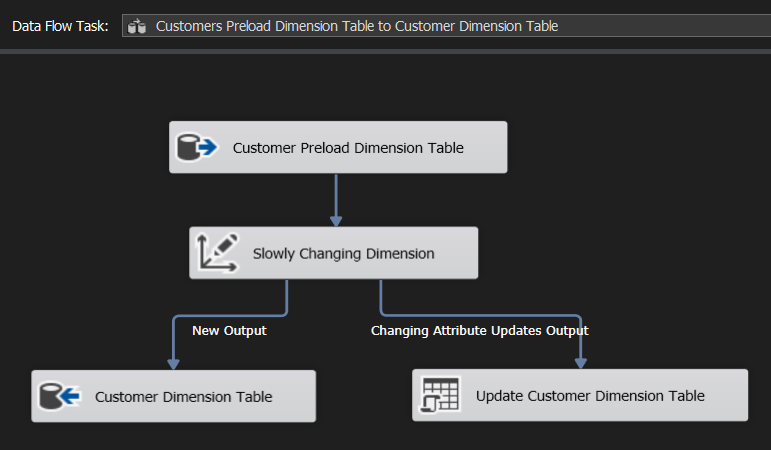 Data Flow Task: Customers Preload Dimension Table to Customer Dimension Table
Customer Preload Dimension Table
Slowly Changing Dimension
New Output
Changing Attribute Updates Output
Customer Dimension Table
Update Customer Dimension Table